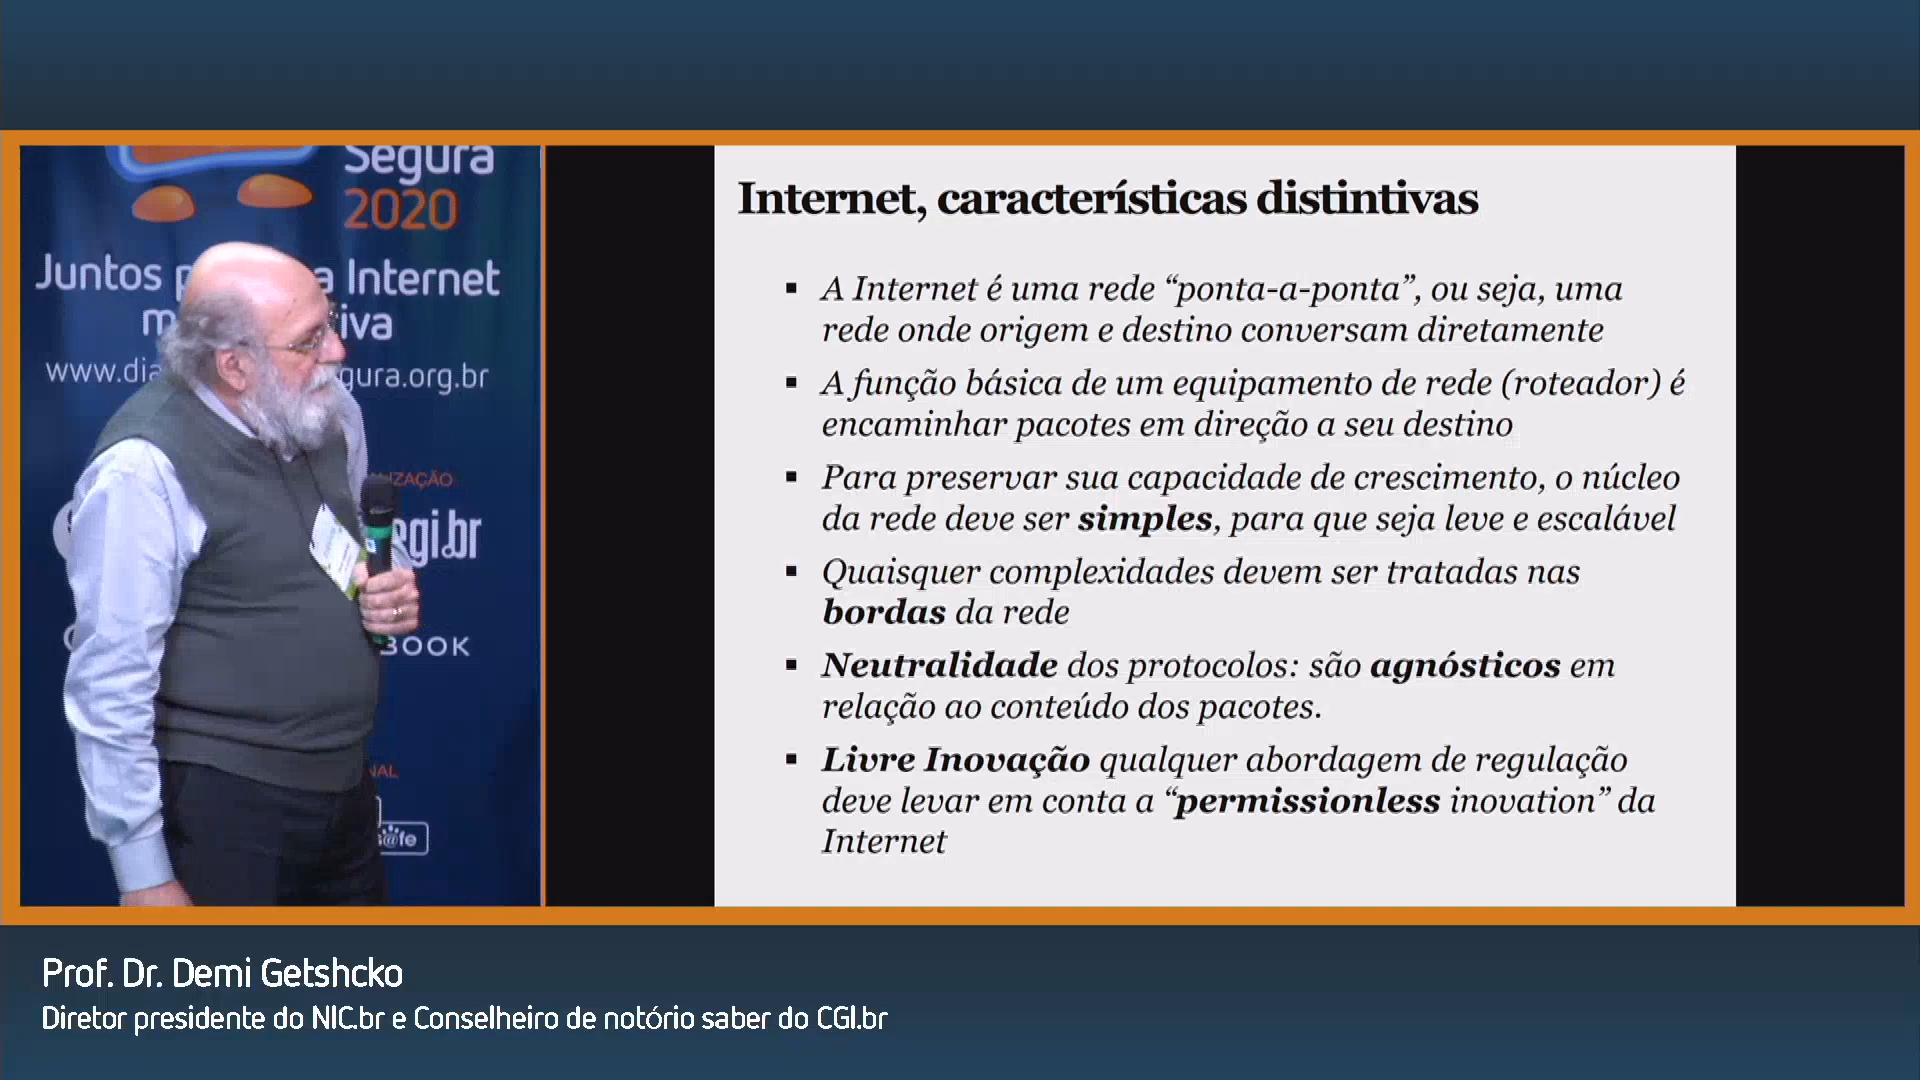 Segura
2020
Juntos a Internet
iva
www.dia gura.org.br
egi.br
BOOK
s@fe
Internet, características distintivas
▪ A Internet é uma rede “ponta-a-ponta”, ou seja, uma
rede onde origem e destino conversam diretamente
▪ A função básica de um equipamento de rede (roteador) é
encaminhar pacotes em direção a seu destino
▪ Para preservar sua capacidade de crescimento, o núcleo
da rede deve ser simples, para que seja leve e escalável
▪ Quaisquer complexidades devem ser tratadas nas
bordas da rede
▪ Neutralidade dos protocolos: são agnósticos em
relação ao conteúdo dos pacotes.
▪ Livre Inovação qualquer abordagem de regulação
deve levar em conta a “permissionless inovation” da
Internet
Prof. Dr. Demi Getshcko
Diretor presidente do NIC.br e Conselheiro de notório saber do CGI.br